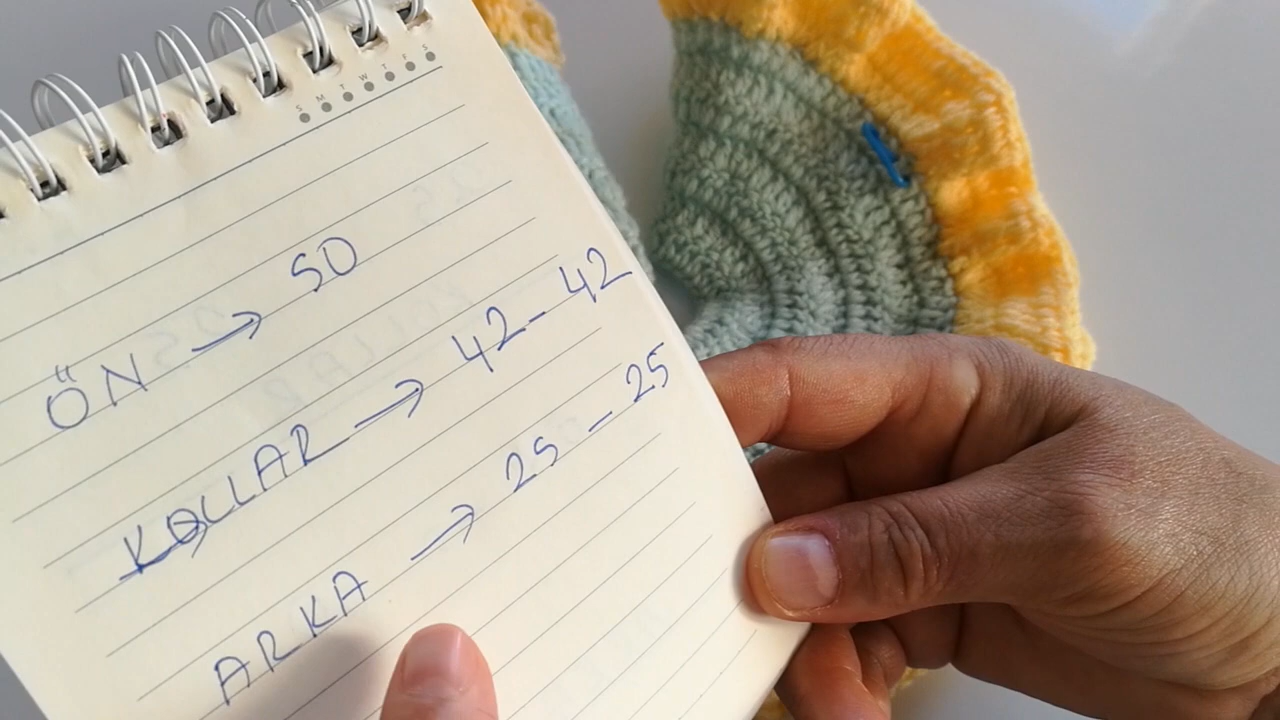 S M T W T F S
ÖN → 50
KOLLAR → 42-42
ARKA → 25-25